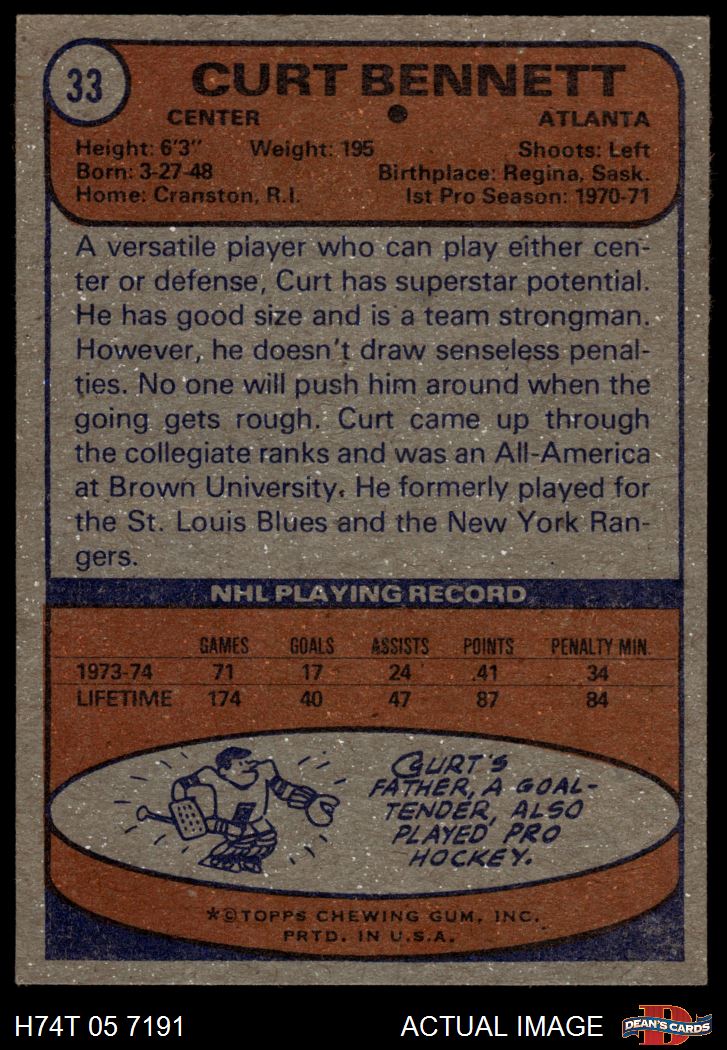 33
CURT BENNETT
CENTER ATLANTA
Height: 6'3" Weight: 195 Shoots: Left
Born: 3-27-48 Birthplace: Regina, Sask.
Home: Cranston, R.I. 1st Pro Season: 1970-71
A versatile player who can play either cen-
ter or defense, Curt has superstar potential.
He has good size and is a team strongman.
However, he doesn't draw senseless penal-
ties. No one will push him around when the
going gets rough. Curt came up through
the collegiate ranks and was an All-America
at Brown University. He formerly played for
the St. Louis Blues and the New York Ran-
gers.
NHL PLAYING RECORD
GAMES GOALS ASSISTS POINTS PENALTY MIN.
1973-74 71 17 24 41 34
LIFETIME 174 40 47 87 84
CURT'S
FATHER, A GOAL-
TENDER, ALSO
PLAYED PRO
HOCKEY.
*©TOPPS CHEWING GUM, INC.
PRTD. IN U.S.A.
H74T 05 7191 ACTUAL IMAGE D DEAN'S CARDS